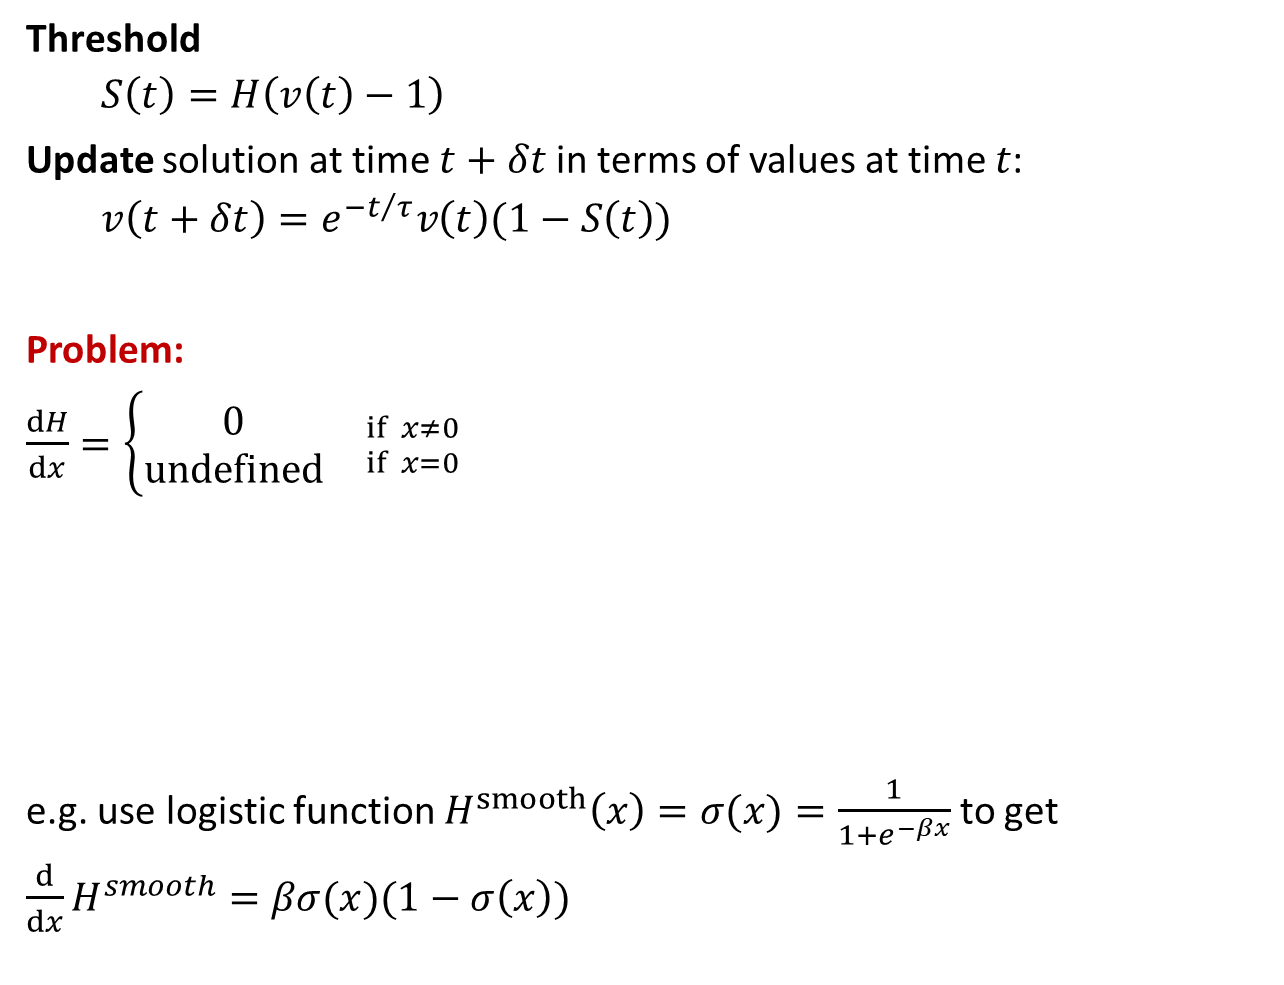 Threshold
S(t) = H(v(t) − 1)
Update solution at time t + δt in terms of values at time t:
v(t + δt) = e^{−t/τ}v(t)(1 − S(t))
Problem:
dH/dx = { 0 if x≠0
undefined if x=0
e.g. use logistic function H^{smooth}(x) = σ(x) = 1/(1+e^{−βx}) to get
d/dx H^{smooth} = βσ(x)(1 − σ(x))